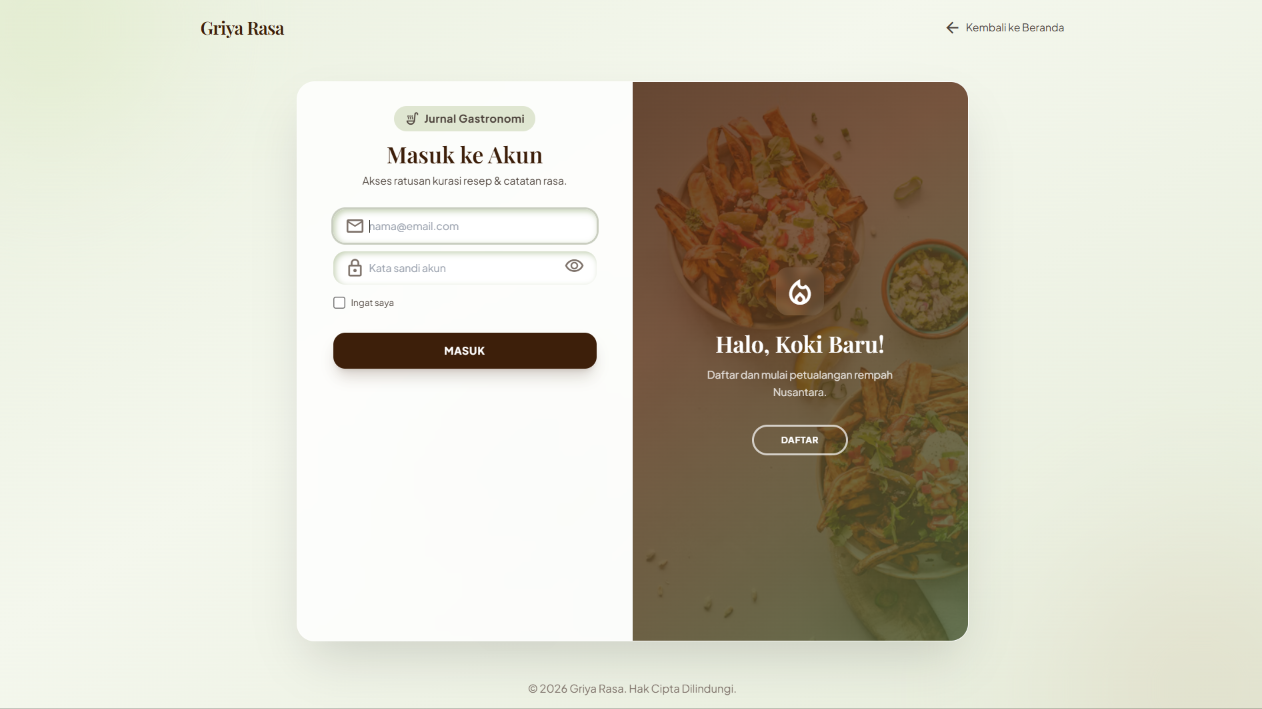 Griya Rasa
Kembali ke Beranda
Jurnal Gastronomi
Masuk ke Akun
Akses ratusan kurasi resep & catatan rasa.
nama@email.com
Kata sandi akun
Ingat saya
MASUK
Halo, Koki Baru!
Daftar dan mulai petualangan rempah
Nusantara.
DAFTAR
© 2026 Griya Rasa. Hak Cipta Dilindungi.